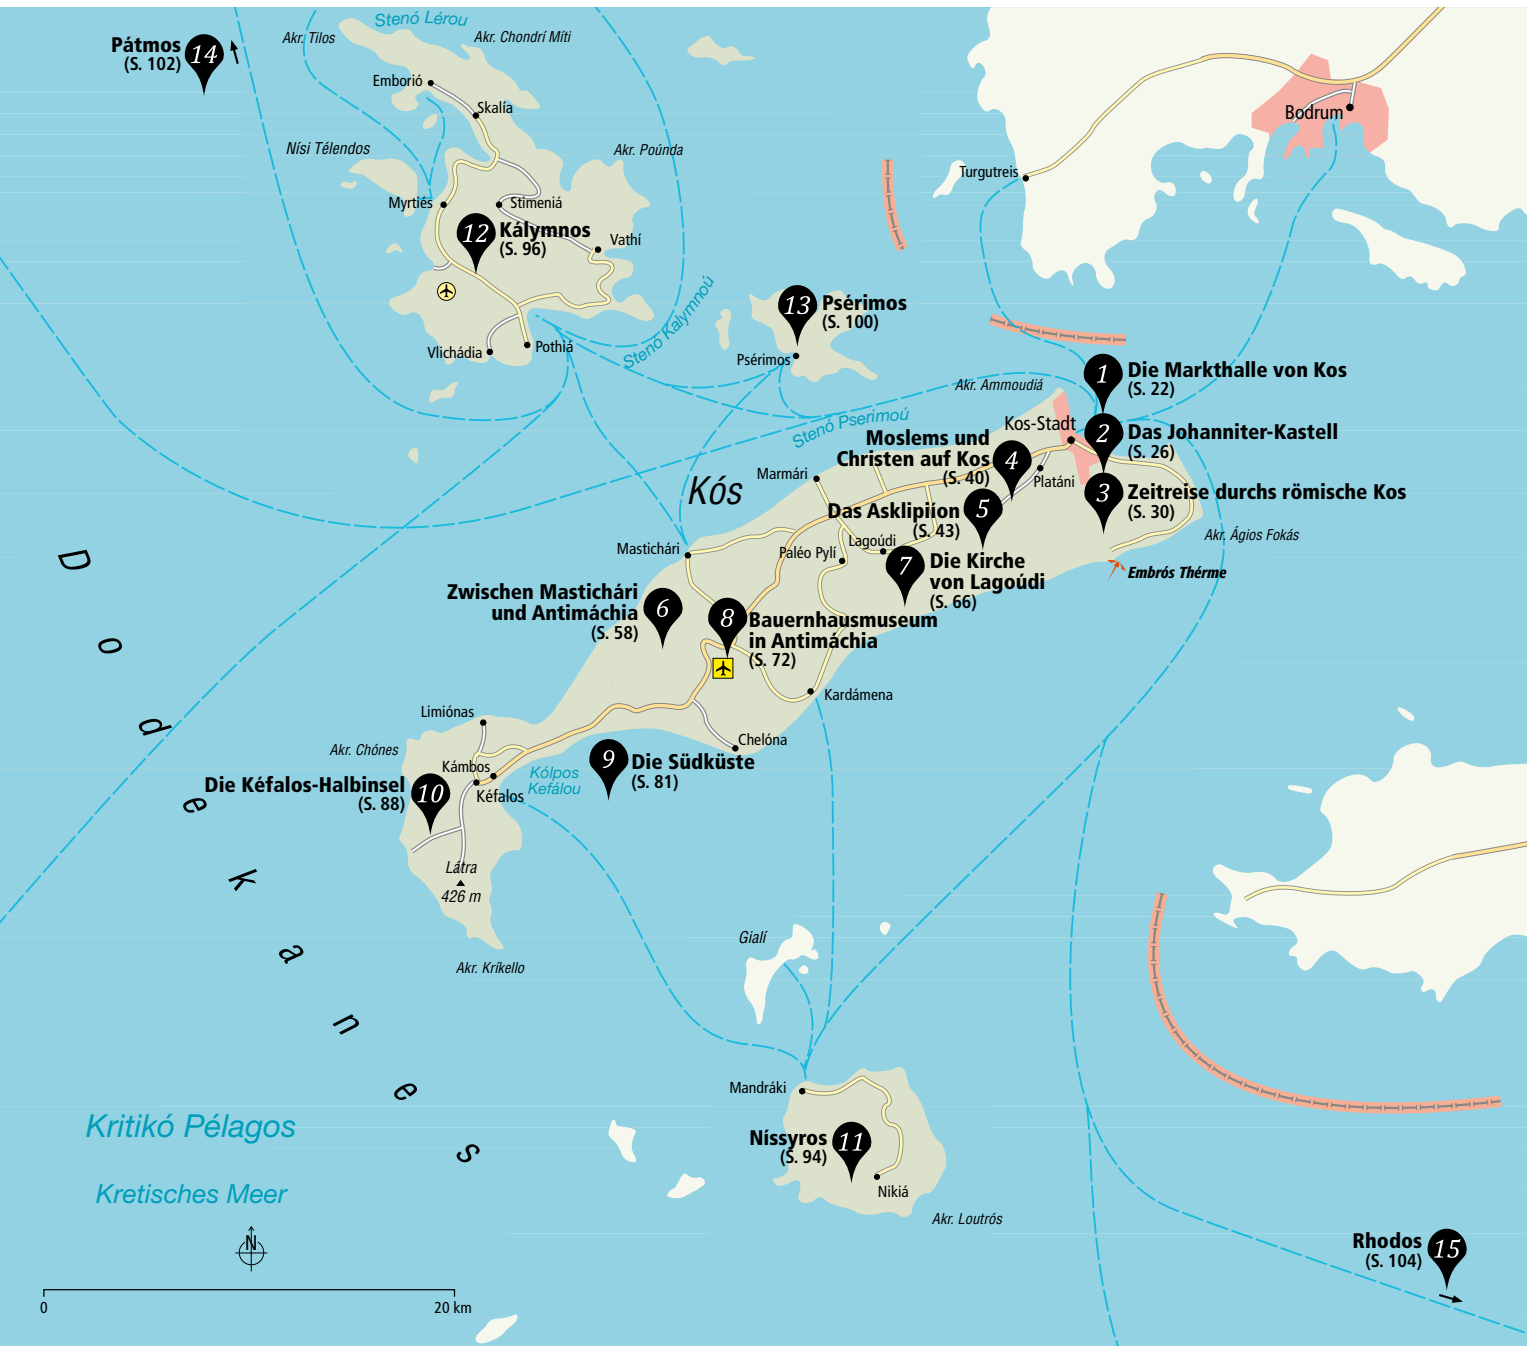 Stenó Lérou
Akr. Tilos
Akr. Chondrí Míti
Pátmos
(S. 102)
14
Emborió
Skalía
Bodrum
Nísi Télendos
Akr. Poúnda
Turgutreis
Myrtiés
Stimeniá
12
Kálymnos
(S. 96)
Vathí
Stenó Kalymnoú
13
Psérimos
(S. 100)
Vlichádia
Pothiá
Psérimos
1
Die Markthalle von Kos
(S. 22)
Akr. Ammoudiá
Stenó Pserimoú
Kos-Stadt
2
Das Johanniter-Kastell
(S. 26)
Moslems und
Christen auf Kos
(S. 40)
4
Marmári
Platáni
3
Zeitreise durchs römische Kos
(S. 30)
Kós
Das Asklipiíon
(S. 43)
5
Akr. Ágios Fokás
Mastichári
Paléo Pylí
Lagoúdi
7
Die Kirche
von Lagoúdi
(S. 66)
Embrós Thérme
Zwischen Mastichári
und Antimáchia
(S. 58)
6
8
Bauernhausmuseum
in Antimáchia
(S. 72)
Kardámena
Limiónas
Chelóna
Akr. Chónes
Kámbos
Kólpos
Kefálou
9
Die Südküste
(S. 81)
Die Kéfalos-Halbinsel
(S. 88)
10
Kéfalos
Látra
426 m
Gialí
Akr. Kríkello
Dodekanes
Mandráki
Kritikó Pélagos
Níssyros
(S. 94)
11
Kretisches Meer
Nikiá
Akr. Loutrós
N
Rhodos
(S. 104)
15
0
20 km